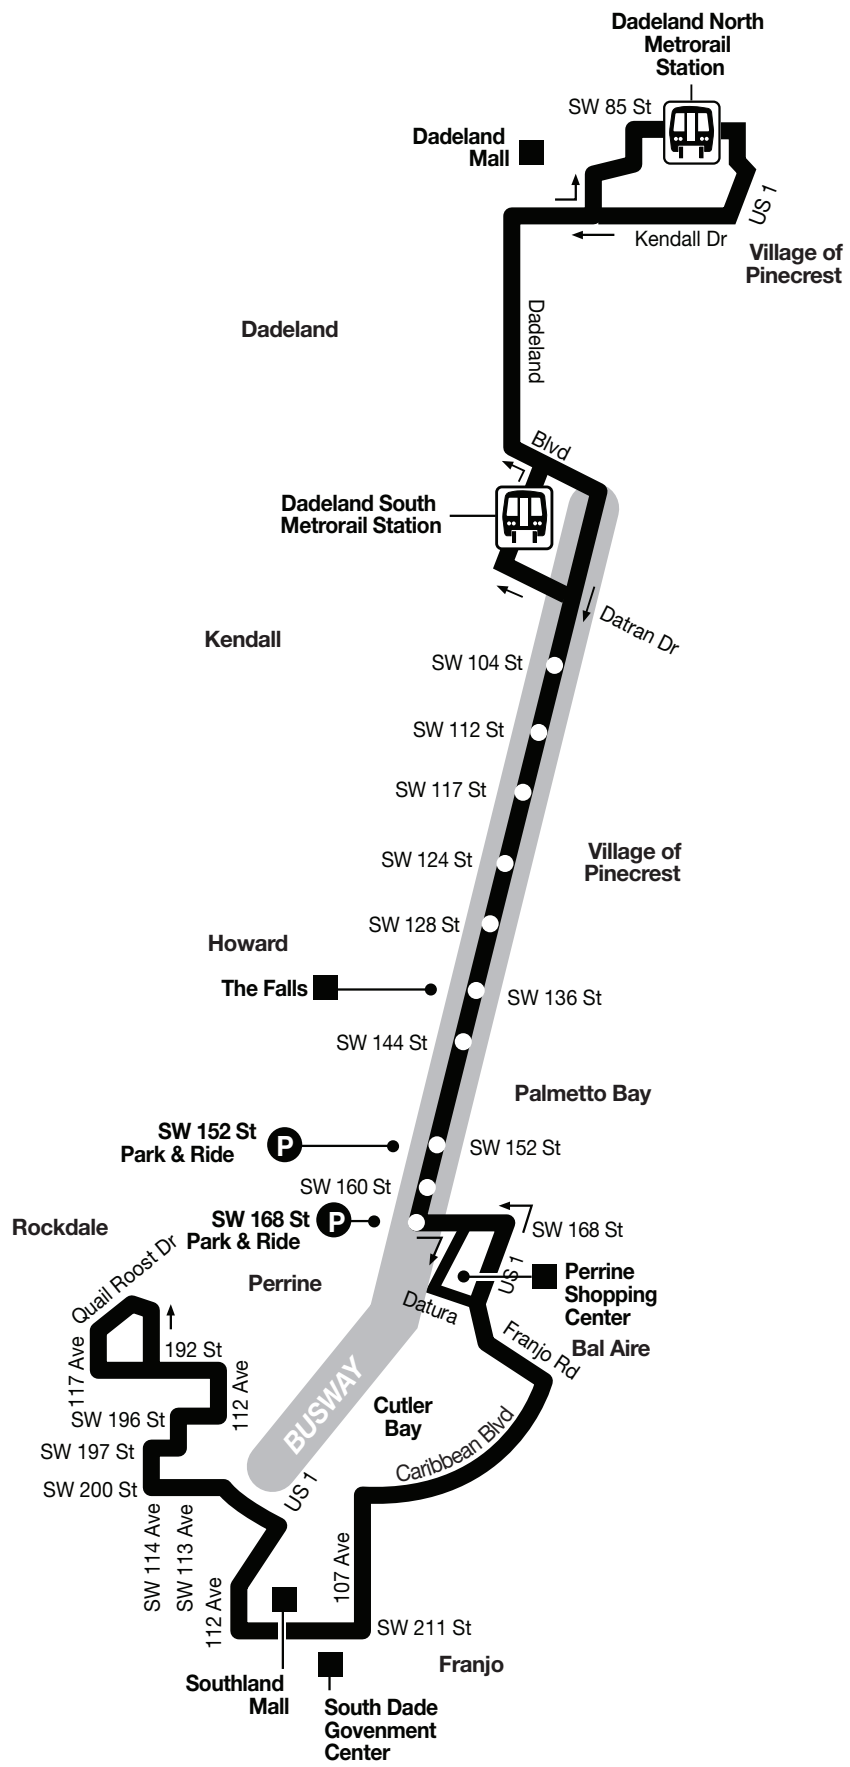 Dadeland North
Metrorail
Station
SW 85 St
Dadeland
Mall
US 1
Kendall Dr
Village of
Pinecrest
Dadeland
Dadeland
Blvd
Dadeland South
Metrorail Station
Datran Dr
Kendall
SW 104 St
SW 112 St
SW 117 St
SW 124 St
Village of
Pinecrest
SW 128 St
Howard
The Falls
SW 136 St
SW 144 St
Palmetto Bay
SW 152 St
Park & Ride
P
SW 152 St
SW 160 St
SW 168 St
Park & Ride
P
SW 168 St
Rockdale
Quail Roost Dr
Perrine
US 1
Perrine
Shopping
Center
Datura
Franjo Rd
Bal Aire
117 Ave
192 St
112 Ave
BUSWAY
Cutler
Bay
SW 196 St
Caribbean Blvd
SW 197 St
SW 200 St
US 1
SW 114 Ave
SW 113 Ave
112 Ave
107 Ave
SW 211 St
Franjo
Southland
Mall
South Dade
Govenment
Center